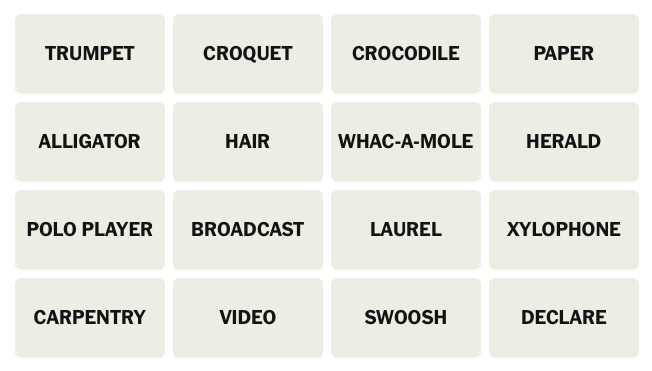 TRUMPET CROQUET CROCODILE PAPER
ALLIGATOR HAIR WHAC-A-MOLE HERALD
POLO PLAYER BROADCAST LAUREL XYLOPHONE
CARPENTRY VIDEO SWOOSH DECLARE